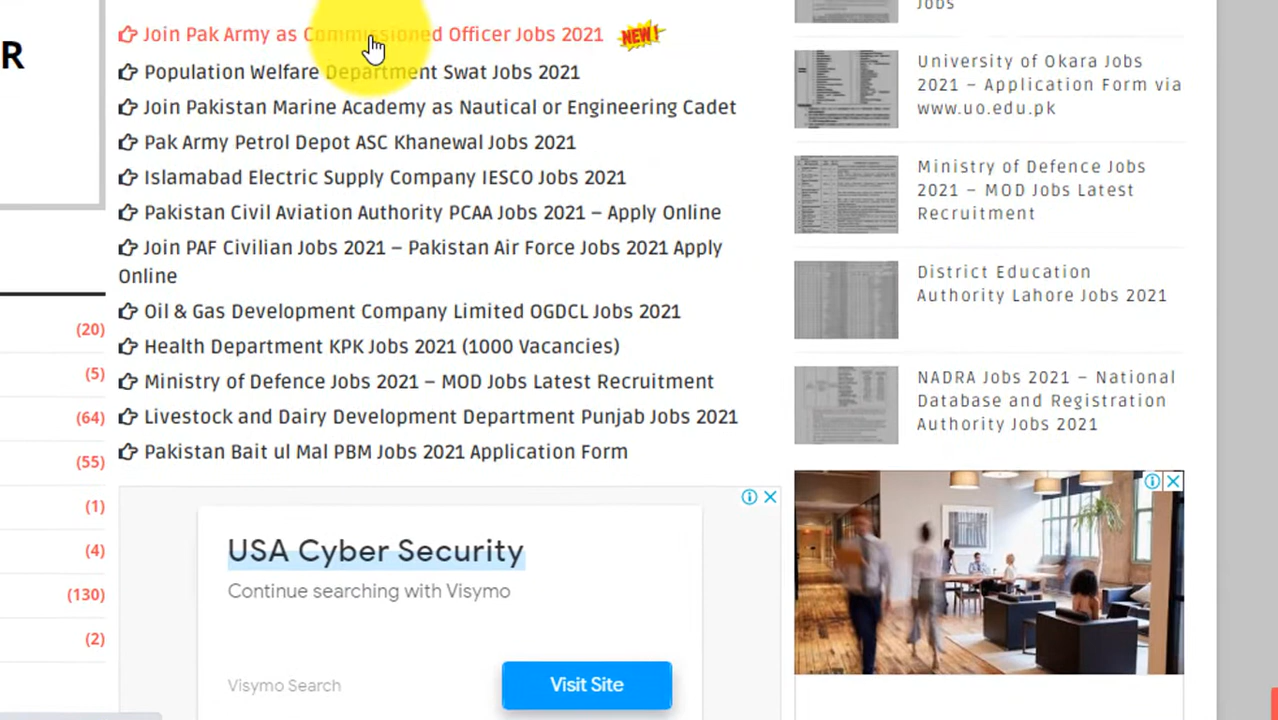 R
(20)
(5)
(64)
(55)
(1)
(4)
(130)
(2)
Join Pak Army as Commissioned Officer Jobs 2021 NEW!
Population Welfare Department Swat Jobs 2021
Join Pakistan Marine Academy as Nautical or Engineering Cadet
Pak Army Petrol Depot ASC Khanewal Jobs 2021
Islamabad Electric Supply Company IESCO Jobs 2021
Pakistan Civil Aviation Authority PCAA Jobs 2021 – Apply Online
Join PAF Civilian Jobs 2021 – Pakistan Air Force Jobs 2021 Apply
Online
Oil & Gas Development Company Limited OGDCL Jobs 2021
Health Department KPK Jobs 2021 (1000 Vacancies)
Ministry of Defence Jobs 2021 – MOD Jobs Latest Recruitment
Livestock and Dairy Development Department Punjab Jobs 2021
Pakistan Bait ul Mal PBM Jobs 2021 Application Form
USA Cyber Security
Continue searching with Visymo
Visymo Search
Visit Site
Jobs
University of Okara Jobs
2021 – Application Form via
www.uo.edu.pk
Ministry of Defence Jobs
2021 – MOD Jobs Latest
Recruitment
District Education
Authority Lahore Jobs 2021
NADRA Jobs 2021 – National
Database and Registration
Authority Jobs 2021